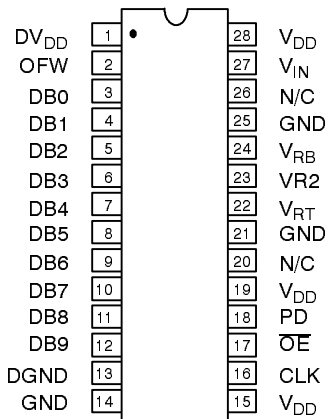 DVDD 1 28 VDD
OFW 2 27 VIN
DB0 3 26 N/C
DB1 4 25 GND
DB2 5 24 VRB
DB3 6 23 VR2
DB4 7 22 VRT
DB5 8 21 GND
DB6 9 20 N/C
DB7 10 19 VDD
DB8 11 18 PD
DB9 12 17 OE
DGND 13 16 CLK
GND 14 15 VDD